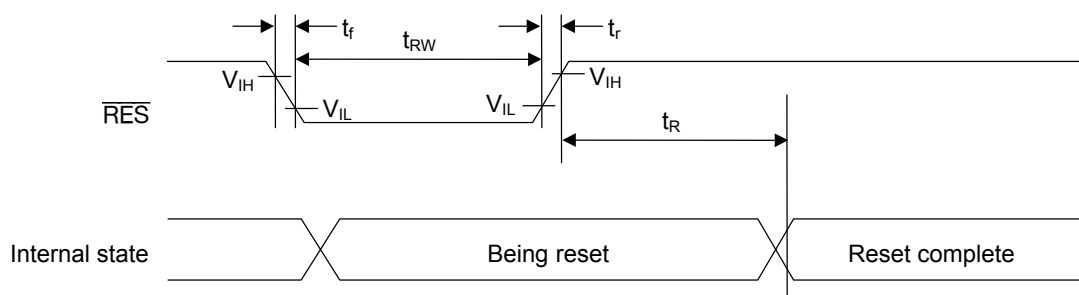 tf
tRW
tr
VIH
VIH
RES
VIL
VIL
tR
Internal state
Being reset
Reset complete